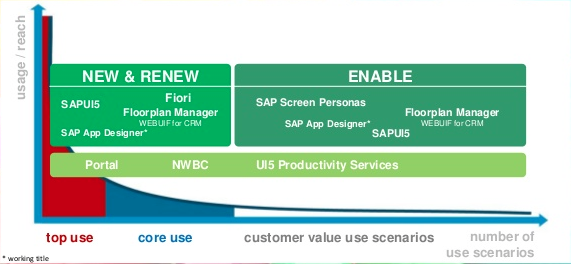 usage / reach
NEW & RENEW
ENABLE
SAPUI5
Fiori
Floorplan Manager
WEBUIF for CRM
SAP App Designer*
SAP Screen Personas
Floorplan Manager
SAP App Designer*
WEBUIF for CRM
SAPUI5
Portal
NWBC
UI5 Productivity Services
top use
core use
customer value use scenarios
number of
use scenarios
* working title